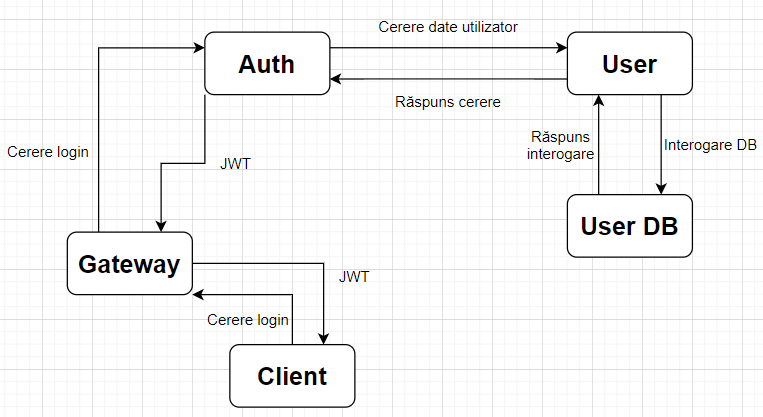 Cerere date utilizator
Auth
User
Răspuns cerere
Cerere login
JWT
Răspuns
interogare
Interogare DB
User DB
Gateway
JWT
Cerere login
Client